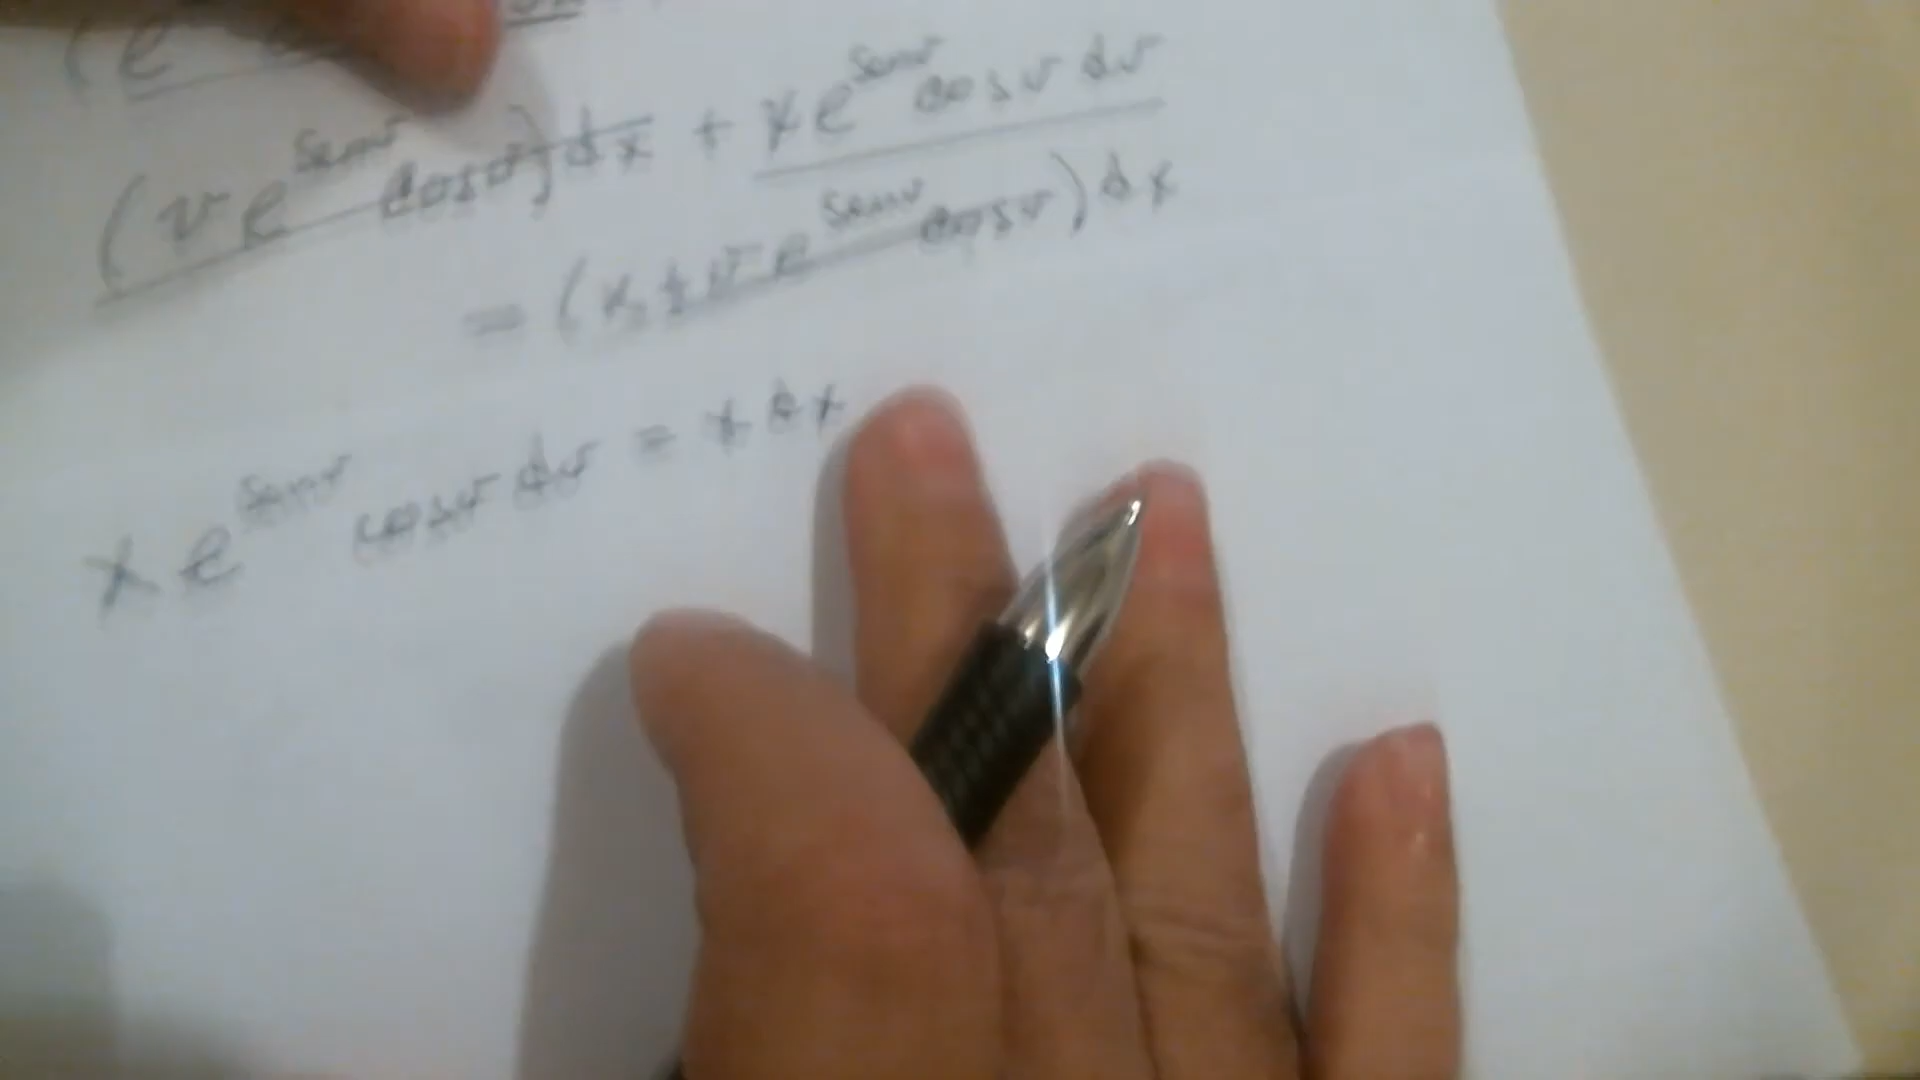 (e
(v e^senv cosv) dx + x e^senv cosv dv
= (x + v e^senv cosv) dx
x e^senv cosv dv = x dx